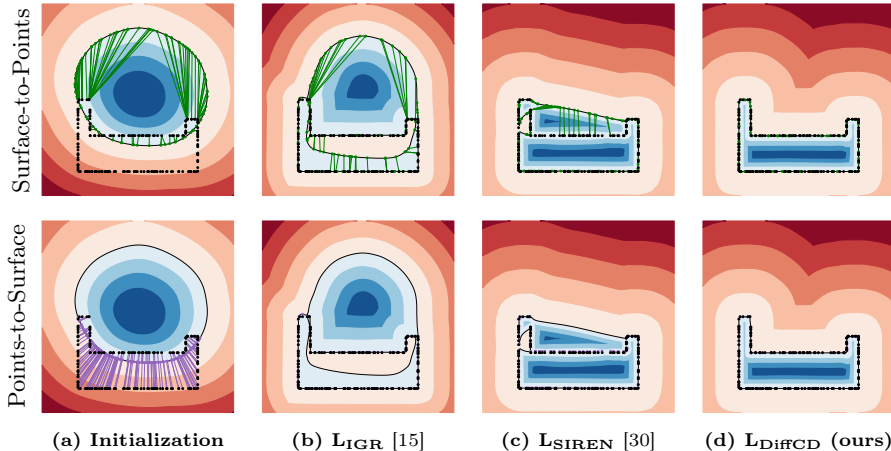 Surface-to-Points
Points-to-Surface
(a) Initialization
(b) L_IGR [15]
(c) L_SIREN [30]
(d) L_DiffCD (ours)